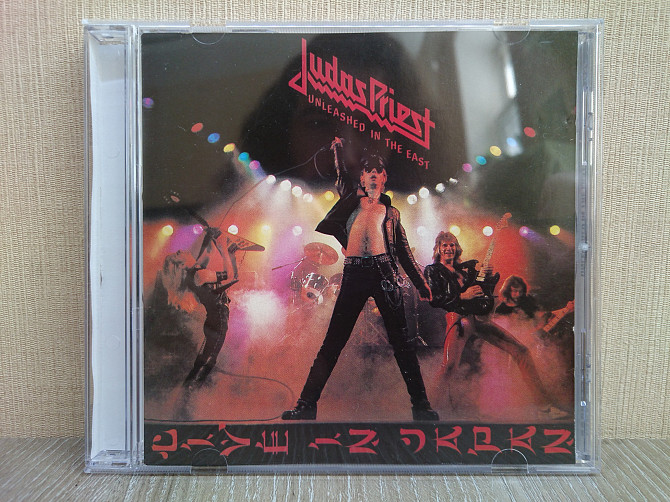 Judas Priest
UNLEASHED IN THE EAST
LIVE IN JAPAN